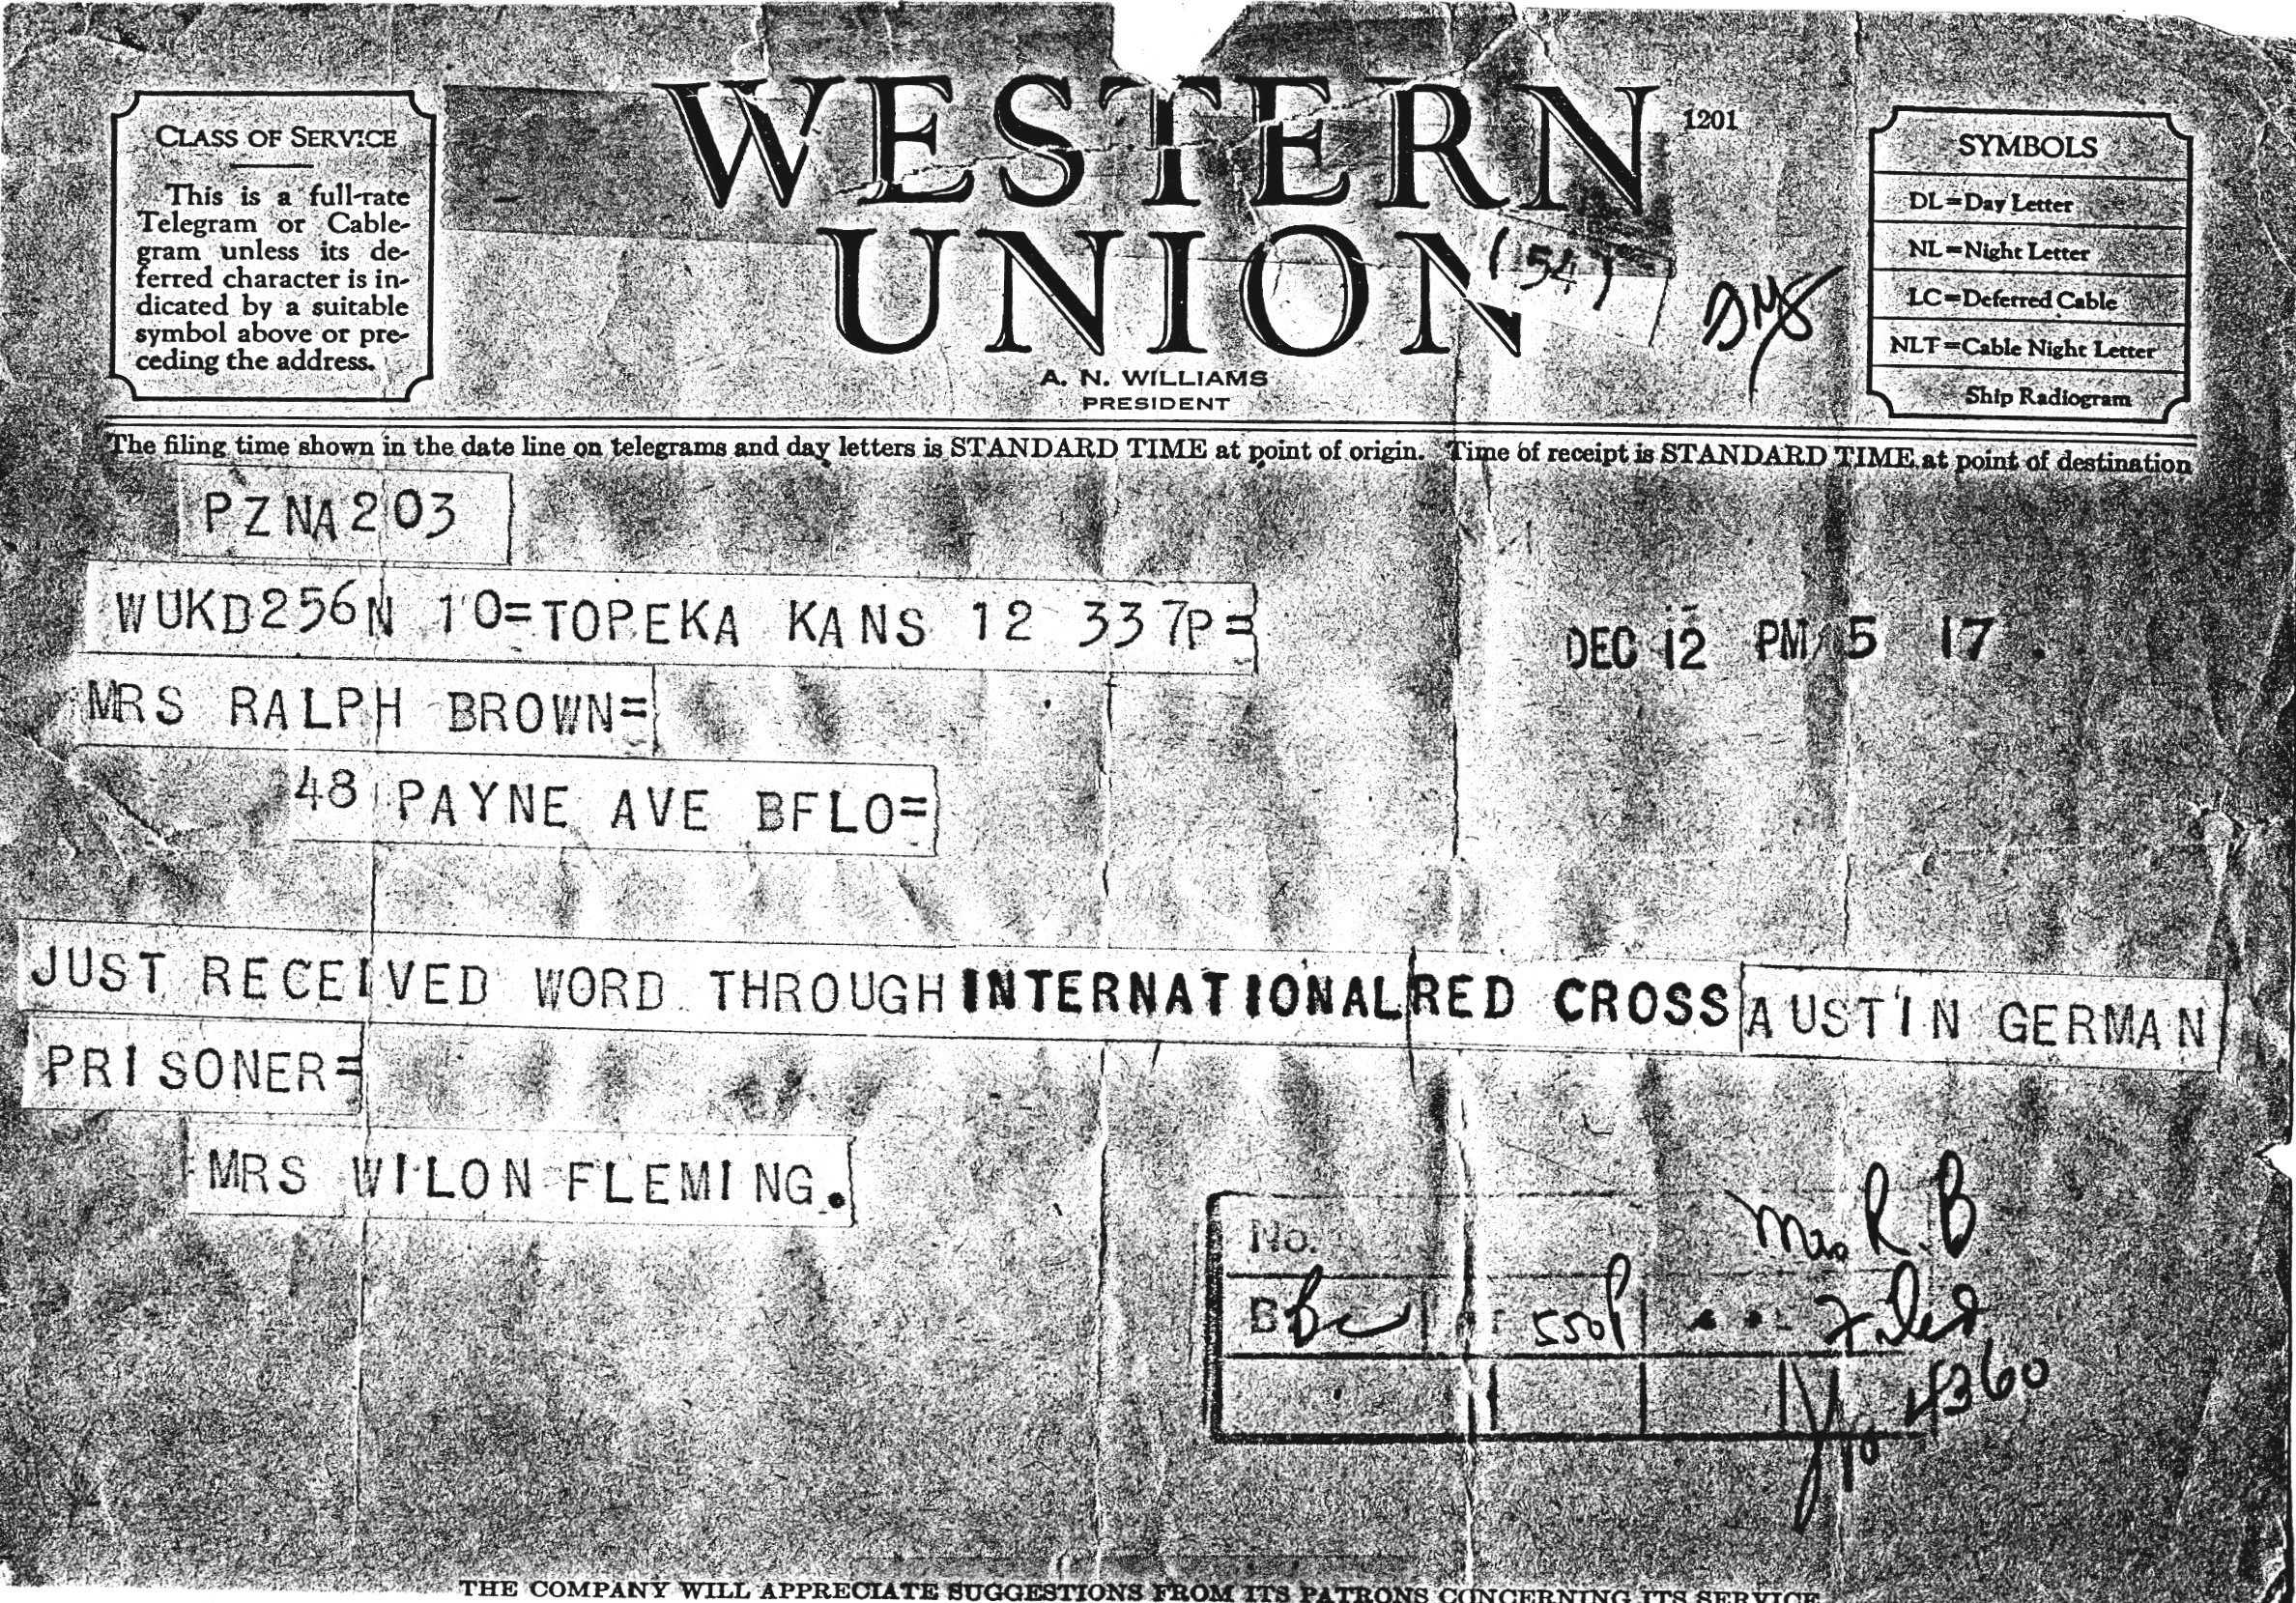 WESTERN
UNION
1201
(54)
A. N. WILLIAMS
PRESIDENT
CLASS OF SERVICE
This is a full-rate
Telegram or Cable-
gram unless its de-
ferred character is in-
dicated by a suitable
symbol above or pre-
ceding the address.
SYMBOLS
DL=Day Letter
NL=Night Letter
LC=Deferred Cable
NLT=Cable Night Letter
Ship Radiogram
The filing time shown in the date line on telegrams and day letters is STANDARD TIME at point of origin. Time of receipt is STANDARD TIME at point of destination
PZNA203
WUKD256N 10=TOPEKA KANS 12 337P=
DEC 12 PM 5 17
MRS RALPH BROWN=
48 PAYNE AVE BFLO=
JUST RECEIVED WORD THROUGH INTERNATIONAL RED CROSS AUSTIN GERMAN
PRISONER=
MRS WILON FLEMING.
Mrs R. B
No.
B 550P
4360
THE COMPANY WILL APPRECIATE SUGGESTIONS FROM ITS PATRONS CONCERNING ITS SERVICE